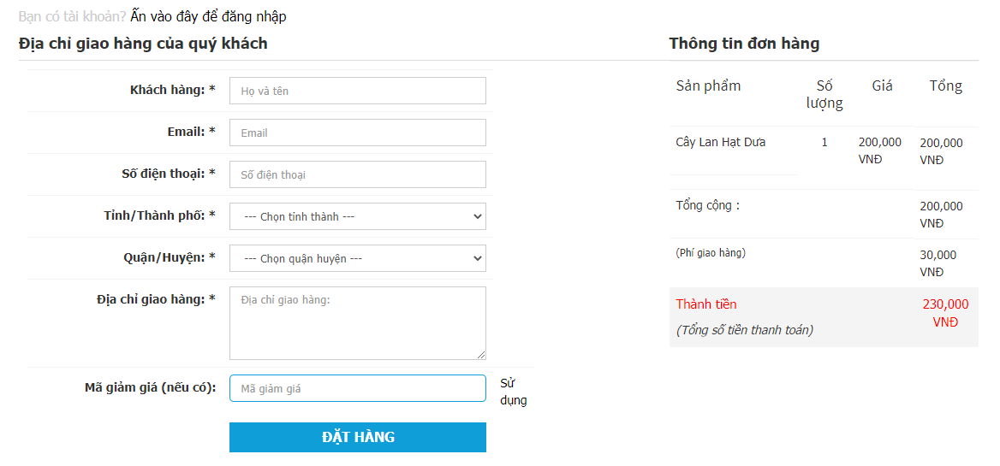 Bạn có tài khoản? Ấn vào đây để đăng nhập
Địa chỉ giao hàng của quý khách
Khách hàng: *
Họ và tên
Email: *
Email
Số điện thoại: *
Số điện thoại
Tỉnh/Thành phố: *
--- Chọn tỉnh thành ---
Quận/Huyện: *
--- Chọn quận huyện ---
Địa chỉ giao hàng: *
Địa chỉ giao hàng:
Mã giảm giá (nếu có):
Mã giảm giá
Sử
dụng
ĐẶT HÀNG
Thông tin đơn hàng
Sản phẩm
Số
lượng
Giá
Tổng
Cây Lan Hạt Dưa
1
200,000
VNĐ
200,000
VNĐ
Tổng cộng :
200,000
VNĐ
(Phí giao hàng)
30,000
VNĐ
Thành tiền
(Tổng số tiền thanh toán)
230,000
VNĐ